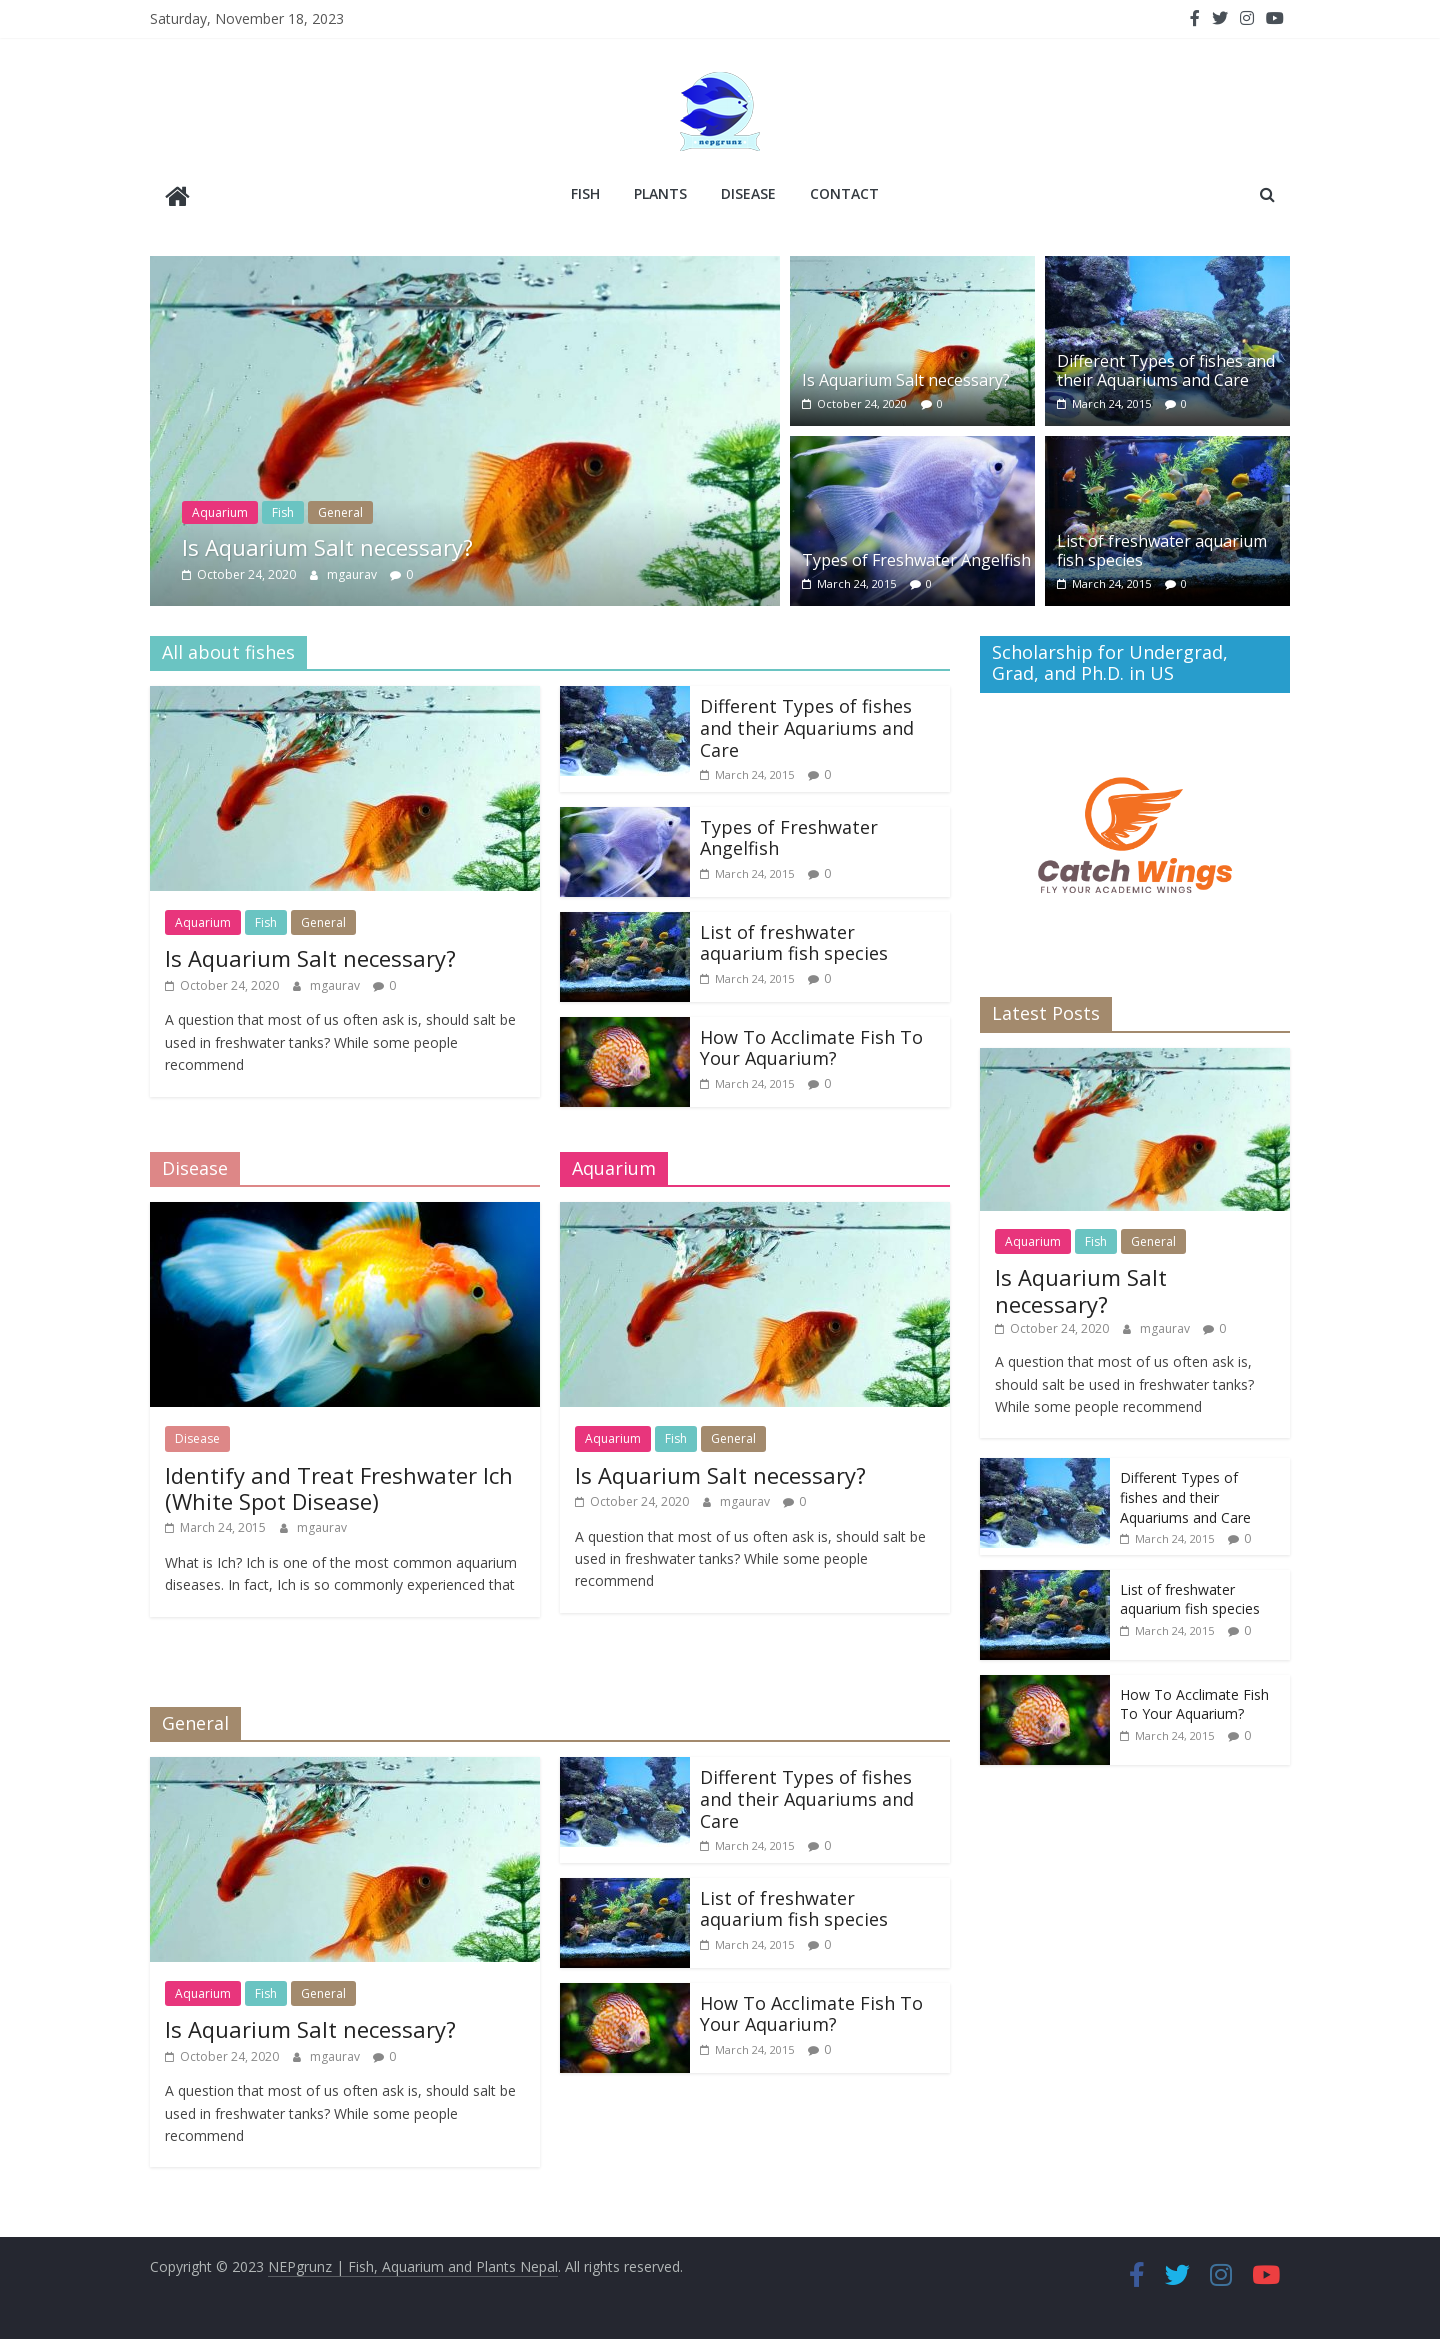 Saturday, November 18, 2023
nepgrunz
FISH PLANTS DISEASE CONTACT
Aquarium Fish General
Is Aquarium Salt necessary?
October 24, 2020 mgaurav 0
Is Aquarium Salt necessary?
October 24, 2020 0
Different Types of fishes and
their Aquariums and Care
March 24, 2015 0
Types of Freshwater Angelfish
March 24, 2015 0
List of freshwater aquarium
fish species
March 24, 2015 0
All about fishes
Aquarium Fish General
Is Aquarium Salt necessary?
October 24, 2020 mgaurav 0
A question that most of us often ask is, should salt be
used in freshwater tanks? While some people
recommend
Different Types of fishes
and their Aquariums and
Care
March 24, 2015 0
Types of Freshwater
Angelfish
March 24, 2015 0
List of freshwater
aquarium fish species
March 24, 2015 0
How To Acclimate Fish To
Your Aquarium?
March 24, 2015 0
Disease
Disease
Identify and Treat Freshwater Ich
(White Spot Disease)
March 24, 2015 mgaurav
What is Ich? Ich is one of the most common aquarium
diseases. In fact, Ich is so commonly experienced that
Aquarium
Aquarium Fish General
Is Aquarium Salt necessary?
October 24, 2020 mgaurav 0
A question that most of us often ask is, should salt be
used in freshwater tanks? While some people
recommend
General
Aquarium Fish General
Is Aquarium Salt necessary?
October 24, 2020 mgaurav 0
A question that most of us often ask is, should salt be
used in freshwater tanks? While some people
recommend
Different Types of fishes
and their Aquariums and
Care
March 24, 2015 0
List of freshwater
aquarium fish species
March 24, 2015 0
How To Acclimate Fish To
Your Aquarium?
March 24, 2015 0
Scholarship for Undergrad,
Grad, and Ph.D. in US
Catch Wings
FLY YOUR ACADEMIC WINGS
Latest Posts
Aquarium Fish General
Is Aquarium Salt
necessary?
October 24, 2020 mgaurav 0
A question that most of us often ask is,
should salt be used in freshwater tanks?
While some people recommend
Different Types of
fishes and their
Aquariums and Care
March 24, 2015 0
List of freshwater
aquarium fish species
March 24, 2015 0
How To Acclimate Fish
To Your Aquarium?
March 24, 2015 0
Copyright © 2023 NEPgrunz | Fish, Aquarium and Plants Nepal. All rights reserved.